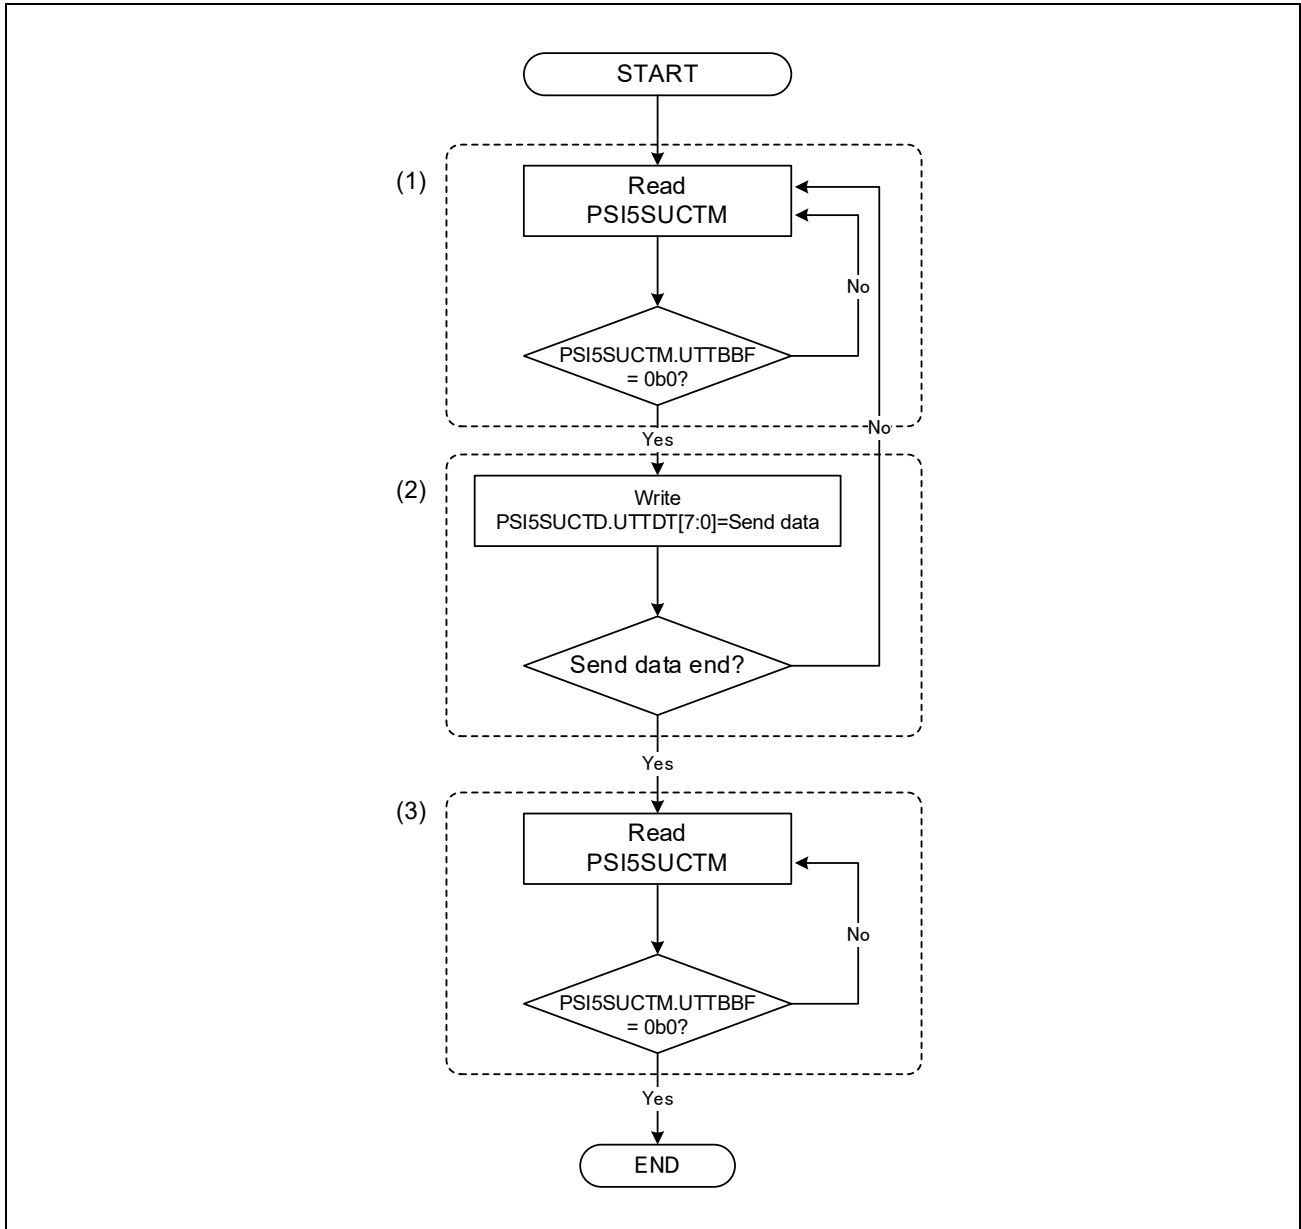 START
(1)
Read
PSI5SUCTM
No
PSI5SUCTM.UTTBBF
= 0b0?
No
Yes
(2)
Write
PSI5SUCTD.UTTDT[7:0]=Send data
Send data end?
Yes
(3)
Read
PSI5SUCTM
No
PSI5SUCTM.UTTBBF
= 0b0?
Yes
END